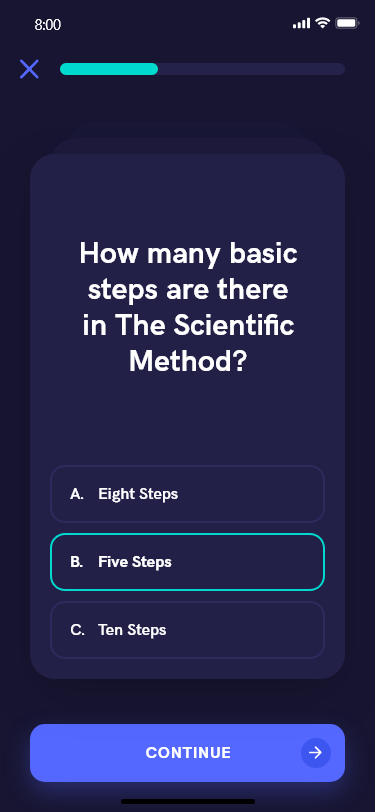 8:00
How many basic
steps are there
in The Scientific
Method?
A. Eight Steps
B. Five Steps
C. Ten Steps
CONTINUE